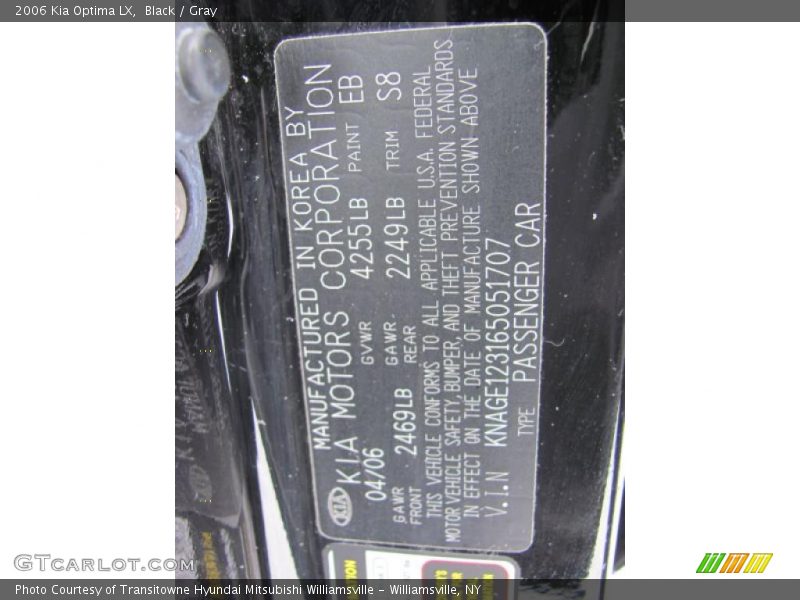 2006 Kia Optima LX,  Black / Gray
MANUFACTURED IN KOREA BY
KIA KIA MOTORS CORPORATION
04/06 GVWR 4255LB PAINT EB
GAWR FRONT 2469LB GAWR REAR 2249LB TRIM S8
THIS VEHICLE CONFORMS TO ALL APPLICABLE U.S.A. FEDERAL
MOTOR VEHICLE SAFETY, BUMPER, AND THEFT PREVENTION STANDARDS
IN EFFECT ON THE DATE OF MANUFACTURE SHOWN ABOVE
V.I.N KNAGE123165051707
TYPE PASSENGER CAR
GTCarLot.com
Photo Courtesy of Transitowne Hyundai Mitsubishi Williamsville - Williamsville, NY